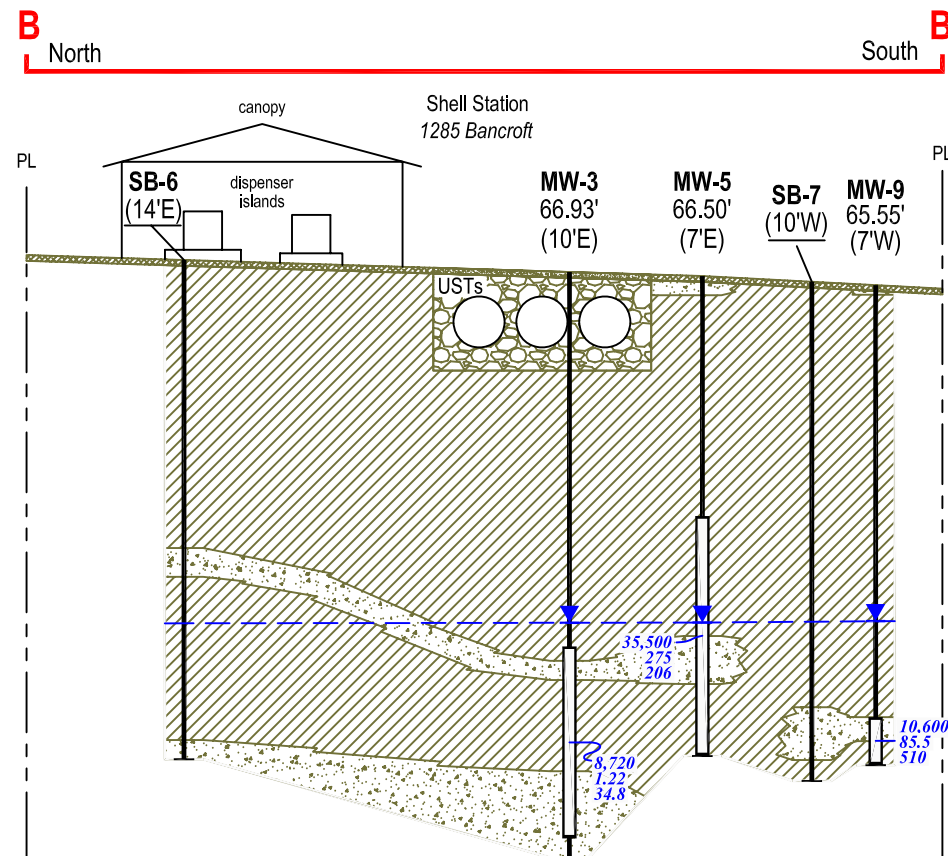 B
B
North
South
canopy
Shell Station
1285 Bancroft
PL
PL
SB-6
(14'E)
dispenser
islands
MW-3
66.93'
(10'E)
MW-5
66.50'
(7'E)
SB-7
(10'W)
MW-9
65.55'
(7'W)
USTs
35,500
275
206
8,720
1.22
34.8
10,600
85.5
510